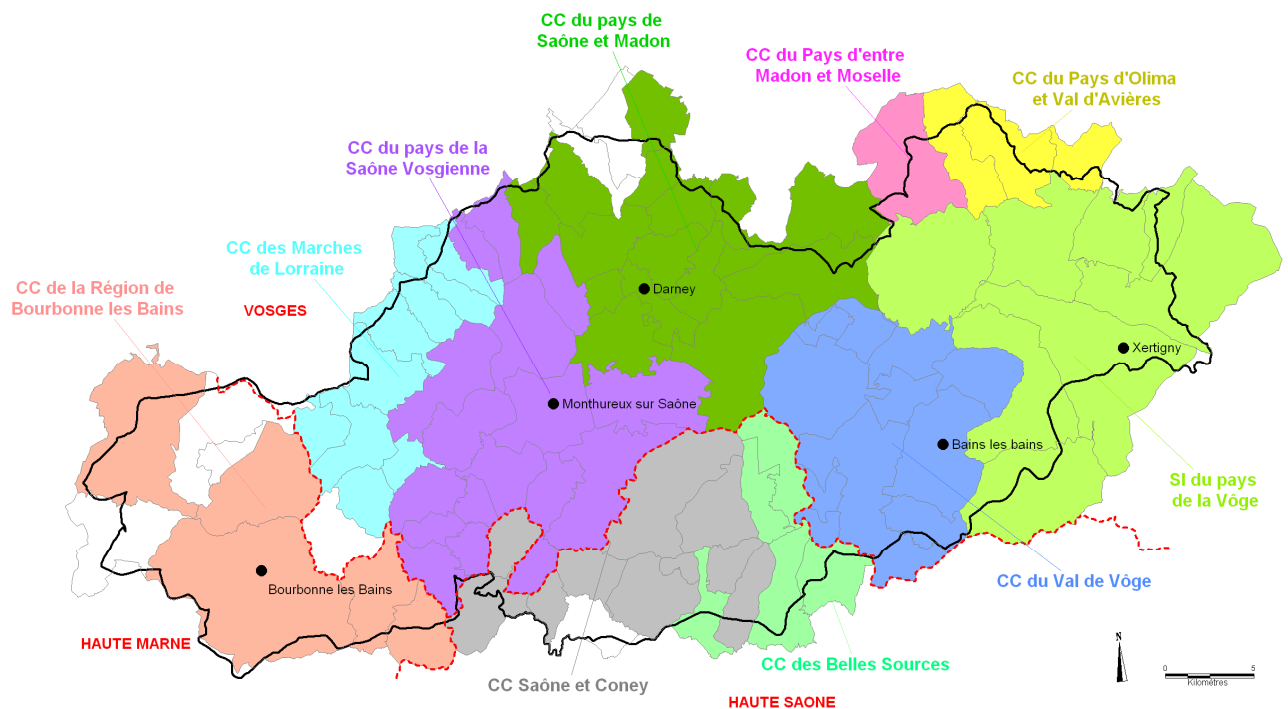 CC du pays de
Saône et Madon
CC du Pays d'entre
Madon et Moselle
CC du Pays d'Olima
et Val d'Avières
CC du pays de la
Saône Vosgienne
CC des Marches
de Lorraine
CC de la Région de
Bourbonne les Bains
VOSGES
Darney
Xertigny
Monthureux sur Saône
Bains les bains
SI du pays
de la Vôge
Bourbonne les Bains
CC du Val de Vôge
HAUTE MARNE
CC des Belles Sources
CC Saône et Coney
HAUTE SAONE
N
0 5
Kilomètres